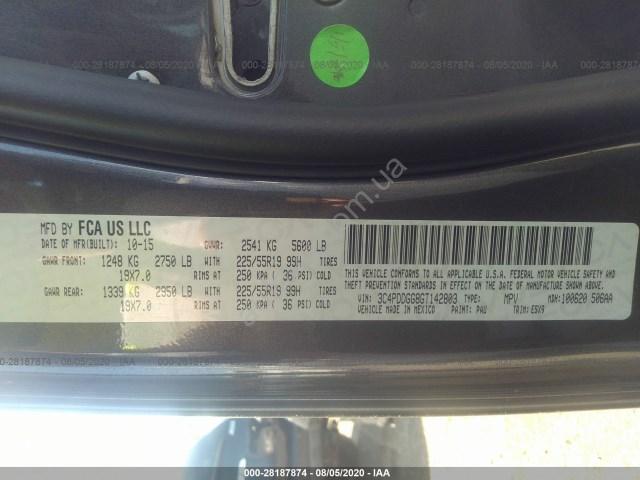 000-28187874 | 08/05/2020 - IAA
MFD BY FCA US LLC
DATE OF MFR(BUILT): 10-15 GVWR: 2541 KG 5600 LB
GAWR FRONT: 1248 KG 2750 LB WITH 225/55R19 99H TIRES
19X7.0 RIMS AT 250 KPA ( 36 PSI) COLD
GAWR REAR: 1339 KG 2950 LB WITH 225/55R19 99H TIRES
19X7.0 RIMS AT 250 KPA ( 36 PSI) COLD
THIS VEHICLE CONFORMS TO ALL APPLICABLE U.S.A. FEDERAL MOTOR VEHICLE SAFETY AND
THEFT PREVENTION STANDARDS IN EFFECT ON THE DATE OF MANUFACTURE SHOWN ABOVE.
VIN: 3C4PDDGG8GT142803 TYPE: MPV MDH: 100620 506AA
VEHICLE MADE IN MEXICO PAINT: PAU TRIM: E5X9
000-28187874 | 08/05/2020 - IAA